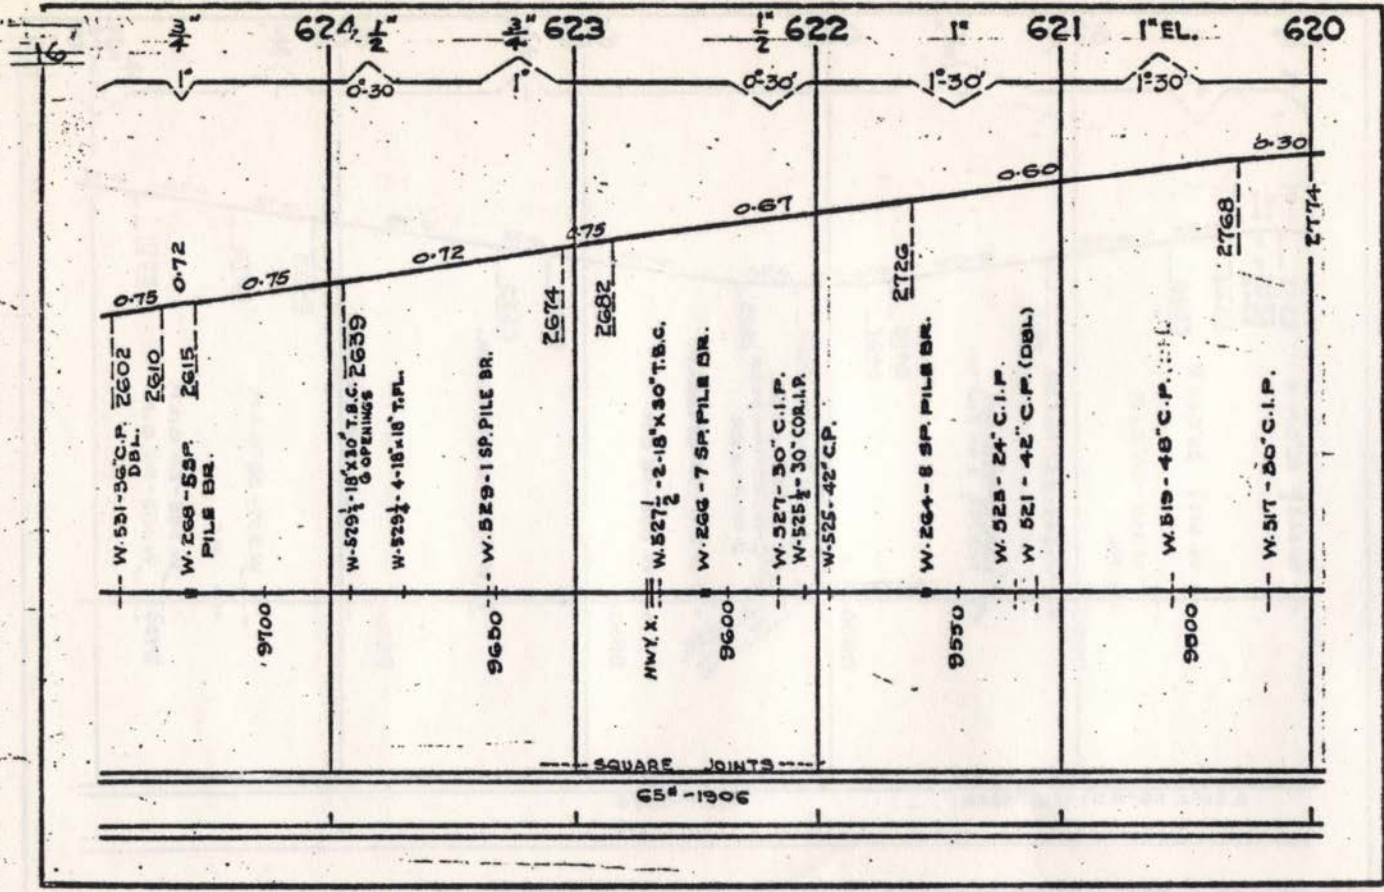 3/4" 624 1/2" 3/4" 623 1/2" 622 1" 621 1" EL. 620
6
1° 0°-30 1° 0°-30' 1°-30' 1°-30'
0.75 0.72 0.75 0.72 0.75 0.67 0.60 0.30
2602
2610
2615
2639
2674
2682
2726
2768
2774
W.531-36" C.P.
DBL.
W.268-5 SP.
PILE BR.
W-529 1/2-18"X30" T.B.C.
6 OPENINGS
W-529 1/4-4-18"X18" T.FL.
W.529-1 SP. PILE BR.
HWY. X.
W.527 1/2-2-18"X30" T.B.C.
W.266-7 SP. PILE BR.
W.527-30" C.I.P.
W-525 1/2-30" COR.I.P.
W-525-42" C.P.
W.264-8 SP. PILE BR.
W.523-24" C.I.P.
W 521-42" C.P. (DBL)
W.519-48" C.P.
W.517-30" C.I.P.
9700 9650 9600 9550 9500
SQUARE JOINTS
65#-1906